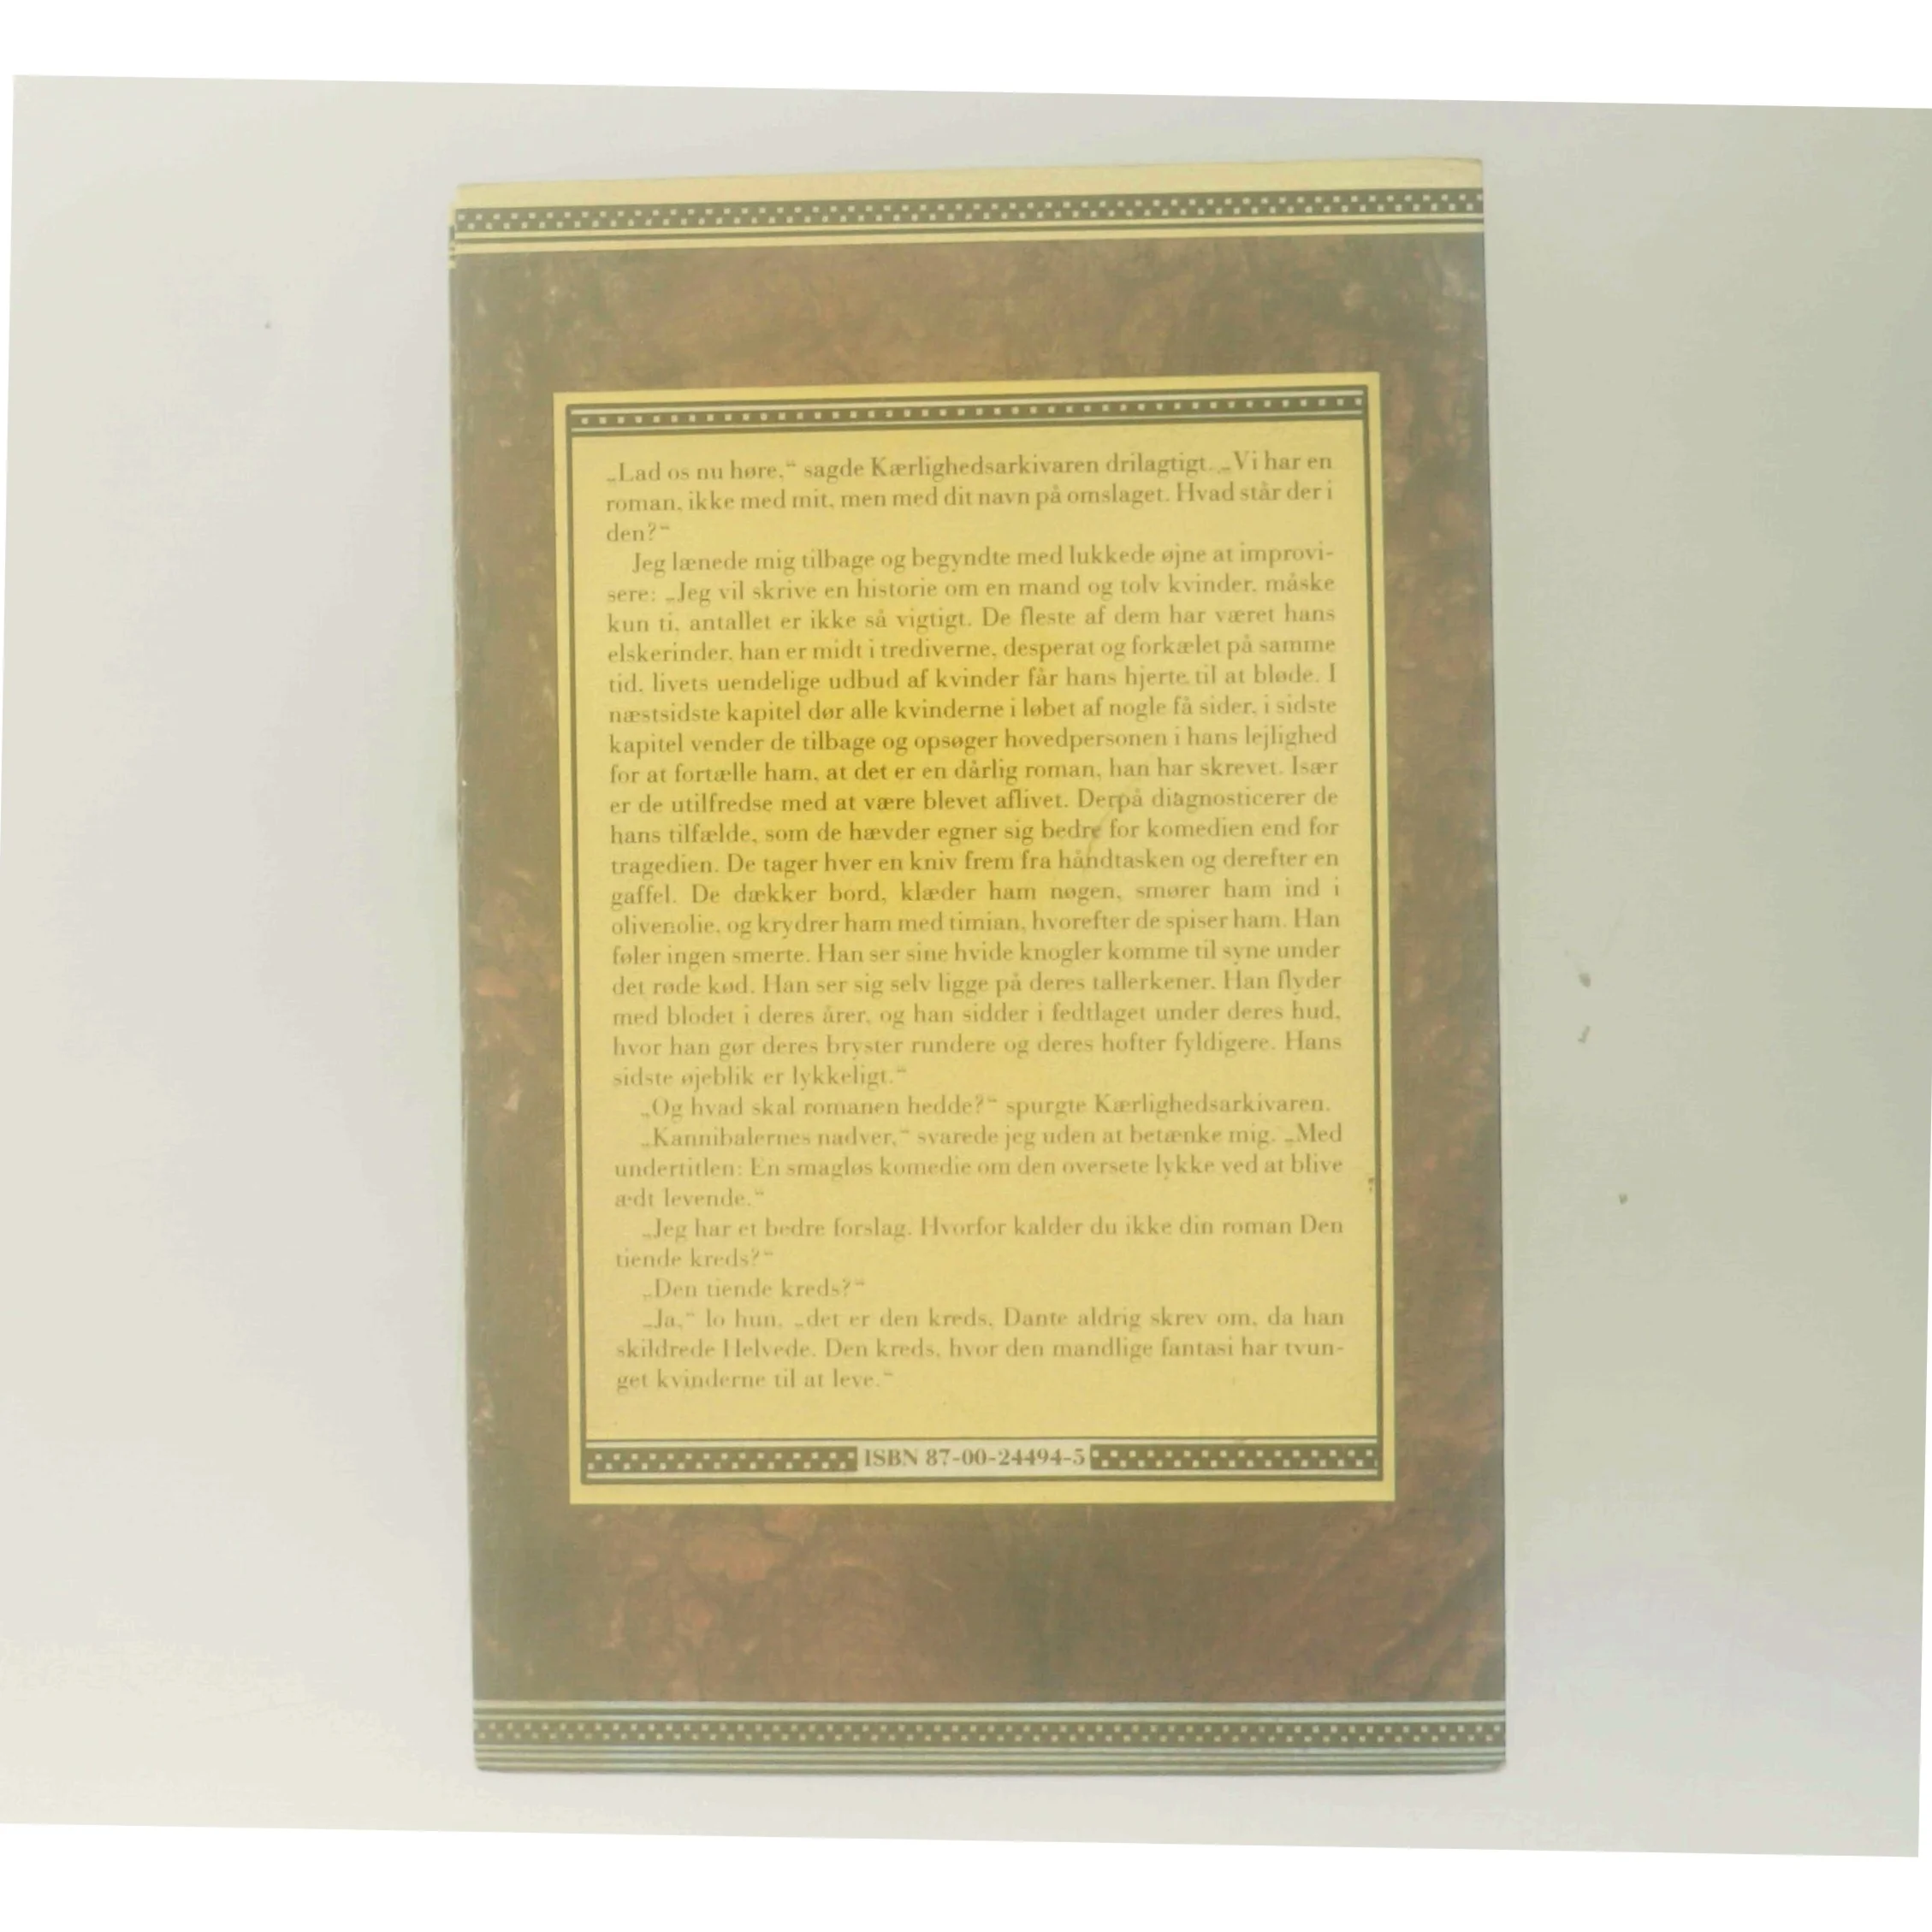 „Lad os nu høre,“ sagde Kærlighedsarkivaren drilagtigt. „Vi har en
roman, ikke med mit, men med dit navn på omslaget. Hvad står der i
den?“
Jeg lænede mig tilbage og begyndte med lukkede øjne at improvi-
sere: „Jeg vil skrive en historie om en mand og tolv kvinder, måske
kun ti, antallet er ikke så vigtigt. De fleste af dem har været hans
elskerinder, han er midt i trediverne, desperat og forkælet på samme
tid, livets uendelige udbud af kvinder får hans hjerte til at bløde. I
næstsidste kapitel dør alle kvinderne i løbet af nogle få sider, i sidste
kapitel vender de tilbage og opsøger hovedpersonen i hans lejlighed
for at fortælle ham, at det er en dårlig roman, han har skrevet. Især
er de utilfredse med at være blevet aflivet. Derpå diagnosticerer de
hans tilfælde, som de hævder egner sig bedre for komedien end for
tragedien. De tager hver en kniv frem fra håndtasken og derefter en
gaffel. De dækker bord, klæder ham nøgen, smører ham ind i
olivenolie, og krydrer ham med timian, hvorefter de spiser ham. Han
føler ingen smerte. Han ser sine hvide knogler komme til syne under
det røde kød. Han ser sig selv ligge på deres tallerkener. Han flyder
med blodet i deres årer, og han sidder i fedtlaget under deres hud,
hvor han gør deres bryster rundere og deres hofter fyldigere. Hans
sidste øjeblik er lykkeligt.“
„Og hvad skal romanen hedde?“ spurgte Kærlighedsarkivaren.
„Kannibalernes nadver,“ svarede jeg uden at betænke mig. „Med
undertitlen: En smagløs komedie om den oversete lykke ved at blive
ædt levende.“
„Jeg har et bedre forslag. Hvorfor kalder du ikke din roman Den
tiende kreds?“
„Den tiende kreds?“
„Ja,“ lo hun, „det er den kreds, Dante aldrig skrev om, da han
skildrede Helvede. Den kreds, hvor den mandlige fantasi har tvun-
get kvinderne til at leve.“
ISBN 87-00-24494-5